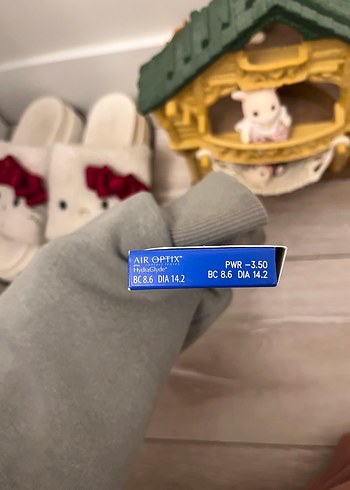 AIR OPTIX®
HydraGlyde®
BC 8.6 DIA 14.2
PWR −3.50
BC 8.6 DIA 14.2